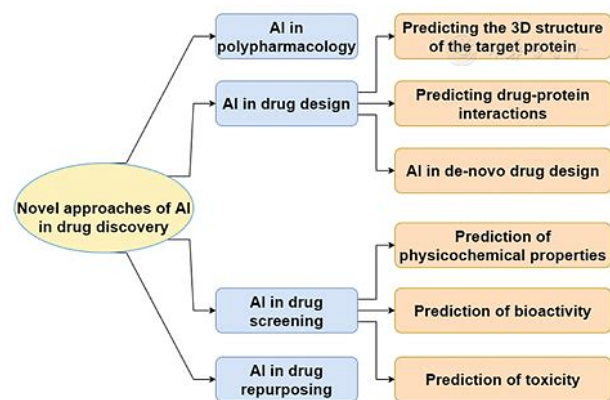 AI in
polypharmacology
Predicting the 3D structure
of the target protein
AI in drug design
Predicting drug-protein
interactions
AI in de-novo drug design
Novel approaches of AI
in drug discovery
Prediction of
physicochemical properties
AI in drug
screening
Prediction of bioactivity
AI in drug
repurposing
Prediction of toxicity